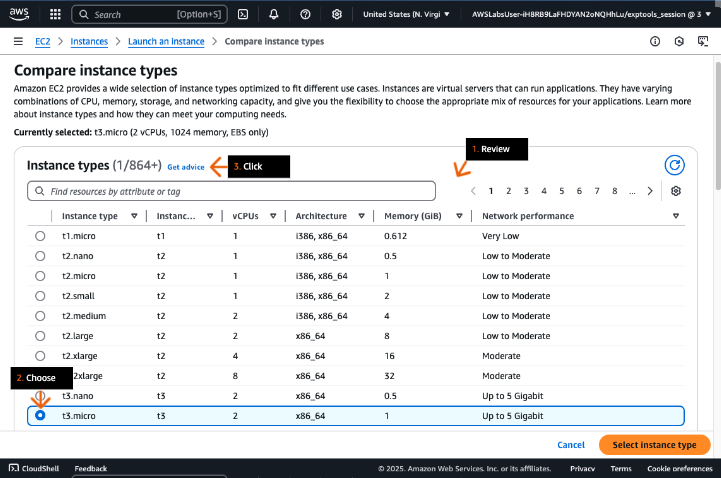 aws
Search [Option+S] United States (N. Virgi AWSLabsUser-iH8RB9LaFHDYAN2oNQHhLu/exptools_session @ 3
EC2 Instances Launch an instance Compare instance types
Compare instance types
Amazon EC2 provides a wide selection of instance types optimized to fit different use cases. Instances are virtual servers that can run applications. They have varying
combinations of CPU, memory, storage, and networking capacity, and give you the flexibility to choose the appropriate mix of resources for your applications. Learn more
about instance types and how they can meet your computing needs.
Currently selected: t3.micro (2 vCPUs, 1024 memory, EBS only)
1. Review
Instance types (1/864+) Get advice 3. Click
Find resources by attribute or tag 1 2 3 4 5 6 7 8 ...
Instance type Instanc... vCPUs Architecture Memory (GiB) Network performance
t1.micro t1 1 i386, x86_64 0.612 Very Low
t2.nano t2 1 i386, x86_64 0.5 Low to Moderate
t2.micro t2 1 i386, x86_64 1 Low to Moderate
t2.small t2 1 i386, x86_64 2 Low to Moderate
t2.medium t2 2 i386, x86_64 4 Low to Moderate
t2.large t2 2 x86_64 8 Low to Moderate
t2.xlarge t2 4 x86_64 16 Moderate
2. Choose 2xlarge t2 8 x86_64 32 Moderate
t3.nano t3 2 x86_64 0.5 Up to 5 Gigabit
t3.micro t3 2 x86_64 1 Up to 5 Gigabit
Cancel Select instance type
CloudShell Feedback © 2025, Amazon Web Services, Inc. or its affiliates. Privacy Terms Cookie preferences